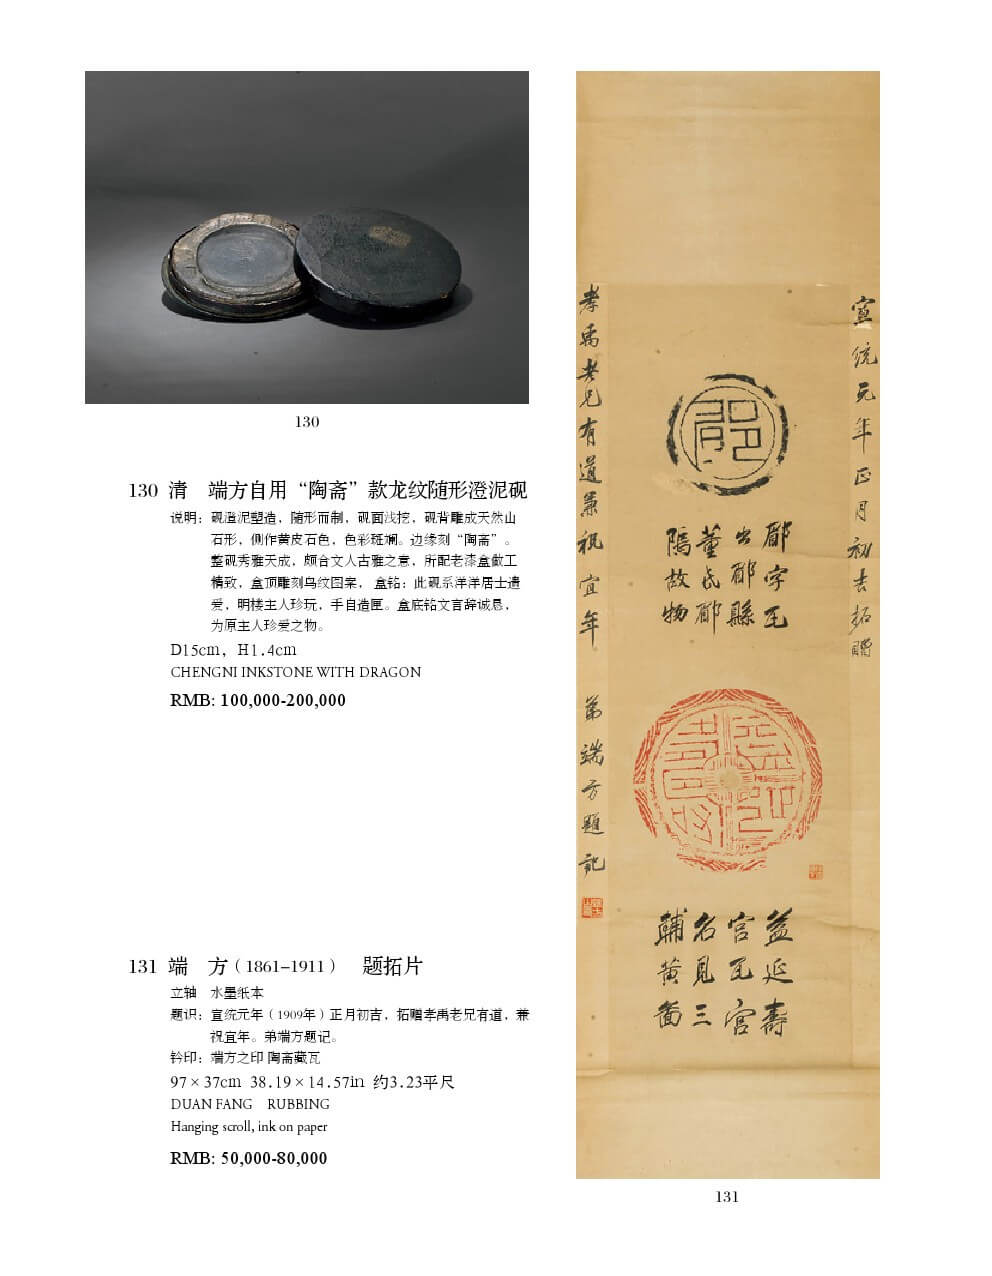 130
130 清 端方自用“陶斋”款龙纹随形澄泥砚
说明：砚澄泥塑造，随形而制，砚面浅挖，砚背雕成天然山
石形，侧作黄皮石色，色彩斑斓。边缘刻“陶斋”。
整砚秀雅天成，颇合文人古雅之意，所配老漆盒做工
精致，盒顶雕刻鸟纹图案， 盒铭：此砚系洋洋居士遗
爱，明楼主人珍玩，手自造匣。盒底铭文言辞诚恳，
为原主人珍爱之物。
D15cm，H1.4cm
CHENGNI INKSTONE WITH DRAGON
RMB: 100,000-200,000
131 端 方（1861–1911） 题拓片
立轴 水墨纸本
题识：宣统元年（1909年）正月初吉，拓赠孝禹老兄有道，兼
祝宜年。弟端方题记。
钤印：端方之印 陶斋藏瓦
97×37cm 38.19×14.57in 约3.23平尺
DUAN FANG RUBBING
Hanging scroll, ink on paper
RMB: 50,000-80,000
宣統元年正月初吉拓贈
孝禹老兄有道兼祝宜年 弟端方題記
郿字瓦
出郿縣
董氏郿
隖故物
益延壽
宫瓦宫
名見三
輔黄圖
131